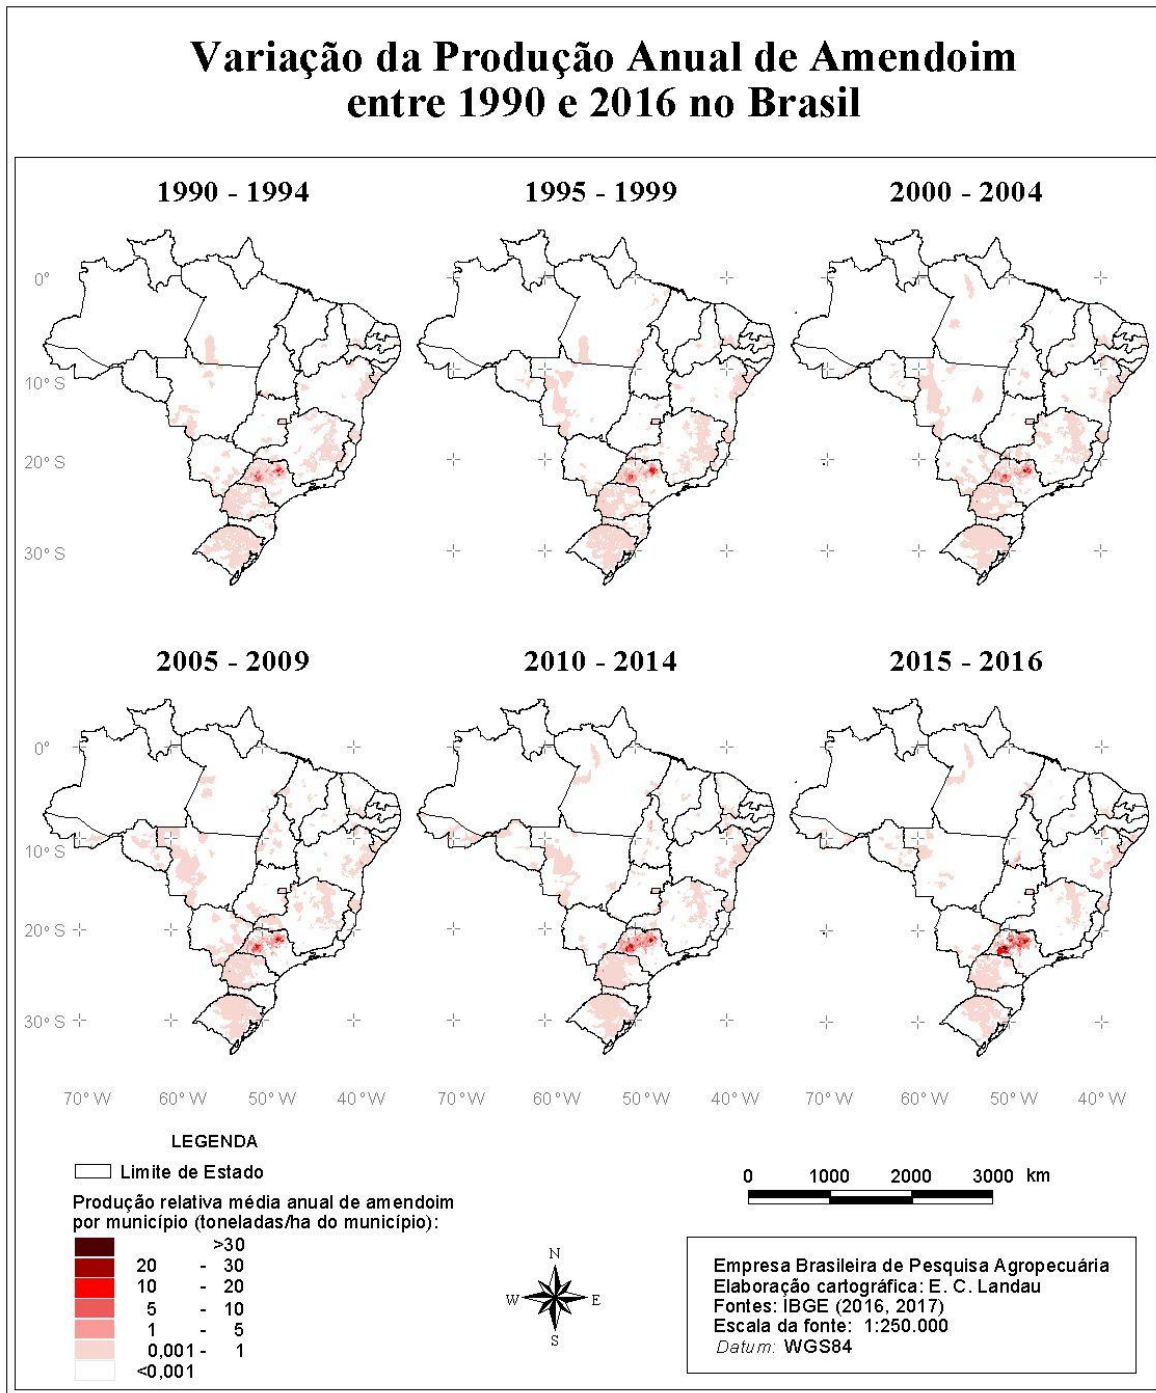 Variação da Produção Anual de Amendoim
entre 1990 e 2016 no Brasil
1990 - 1994
1995 - 1999
2000 - 2004
0°
10° S
20° S
30° S
2005 - 2009
2010 - 2014
2015 - 2016
0°
10° S
20° S
30° S
70° W 60° W 50° W 40° W
70° W 60° W 50° W 40° W
70° W 60° W 50° W 40° W
LEGENDA
Limite de Estado
Produção relativa média anual de amendoim
por município (toneladas/ha do município):
>30
20 - 30
10 - 20
5 - 10
1 - 5
0,001 - 1
<0,001
N
W E
S
0 1000 2000 3000 km
Empresa Brasileira de Pesquisa Agropecuária
Elaboração cartográfica: E. C. Landau
Fontes: IBGE (2016, 2017)
Escala da fonte: 1:250.000
Datum: WGS84